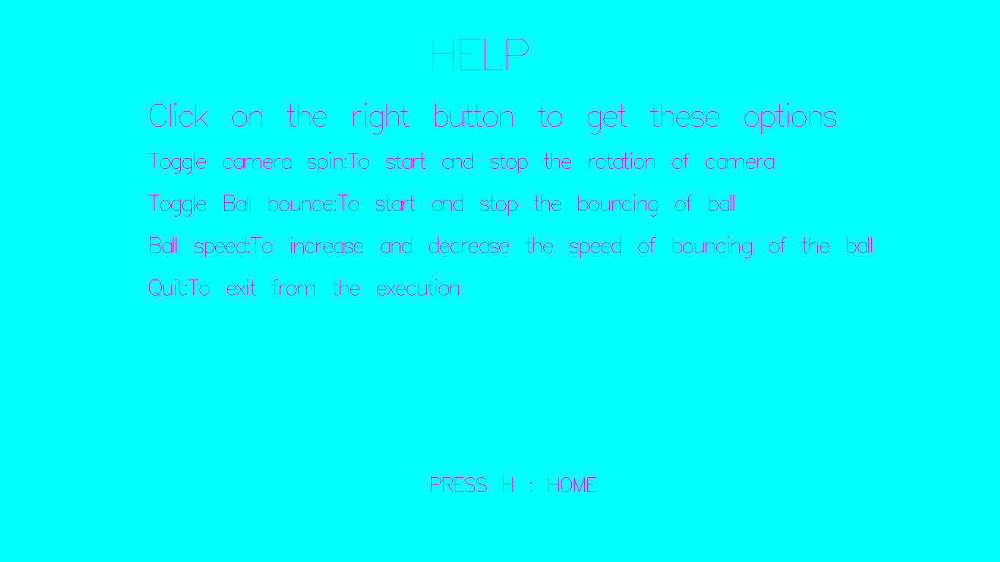 HELP
Click on the right button to get these options
Toggle camera spin:To start and stop the rotation of camera
Toggle Ball bounce:To start and stop the bouncing of ball
Ball speed:To increase and decrease the speed of bouncing of the ball
Quit:To exit from the execution
PRESS H : HOME